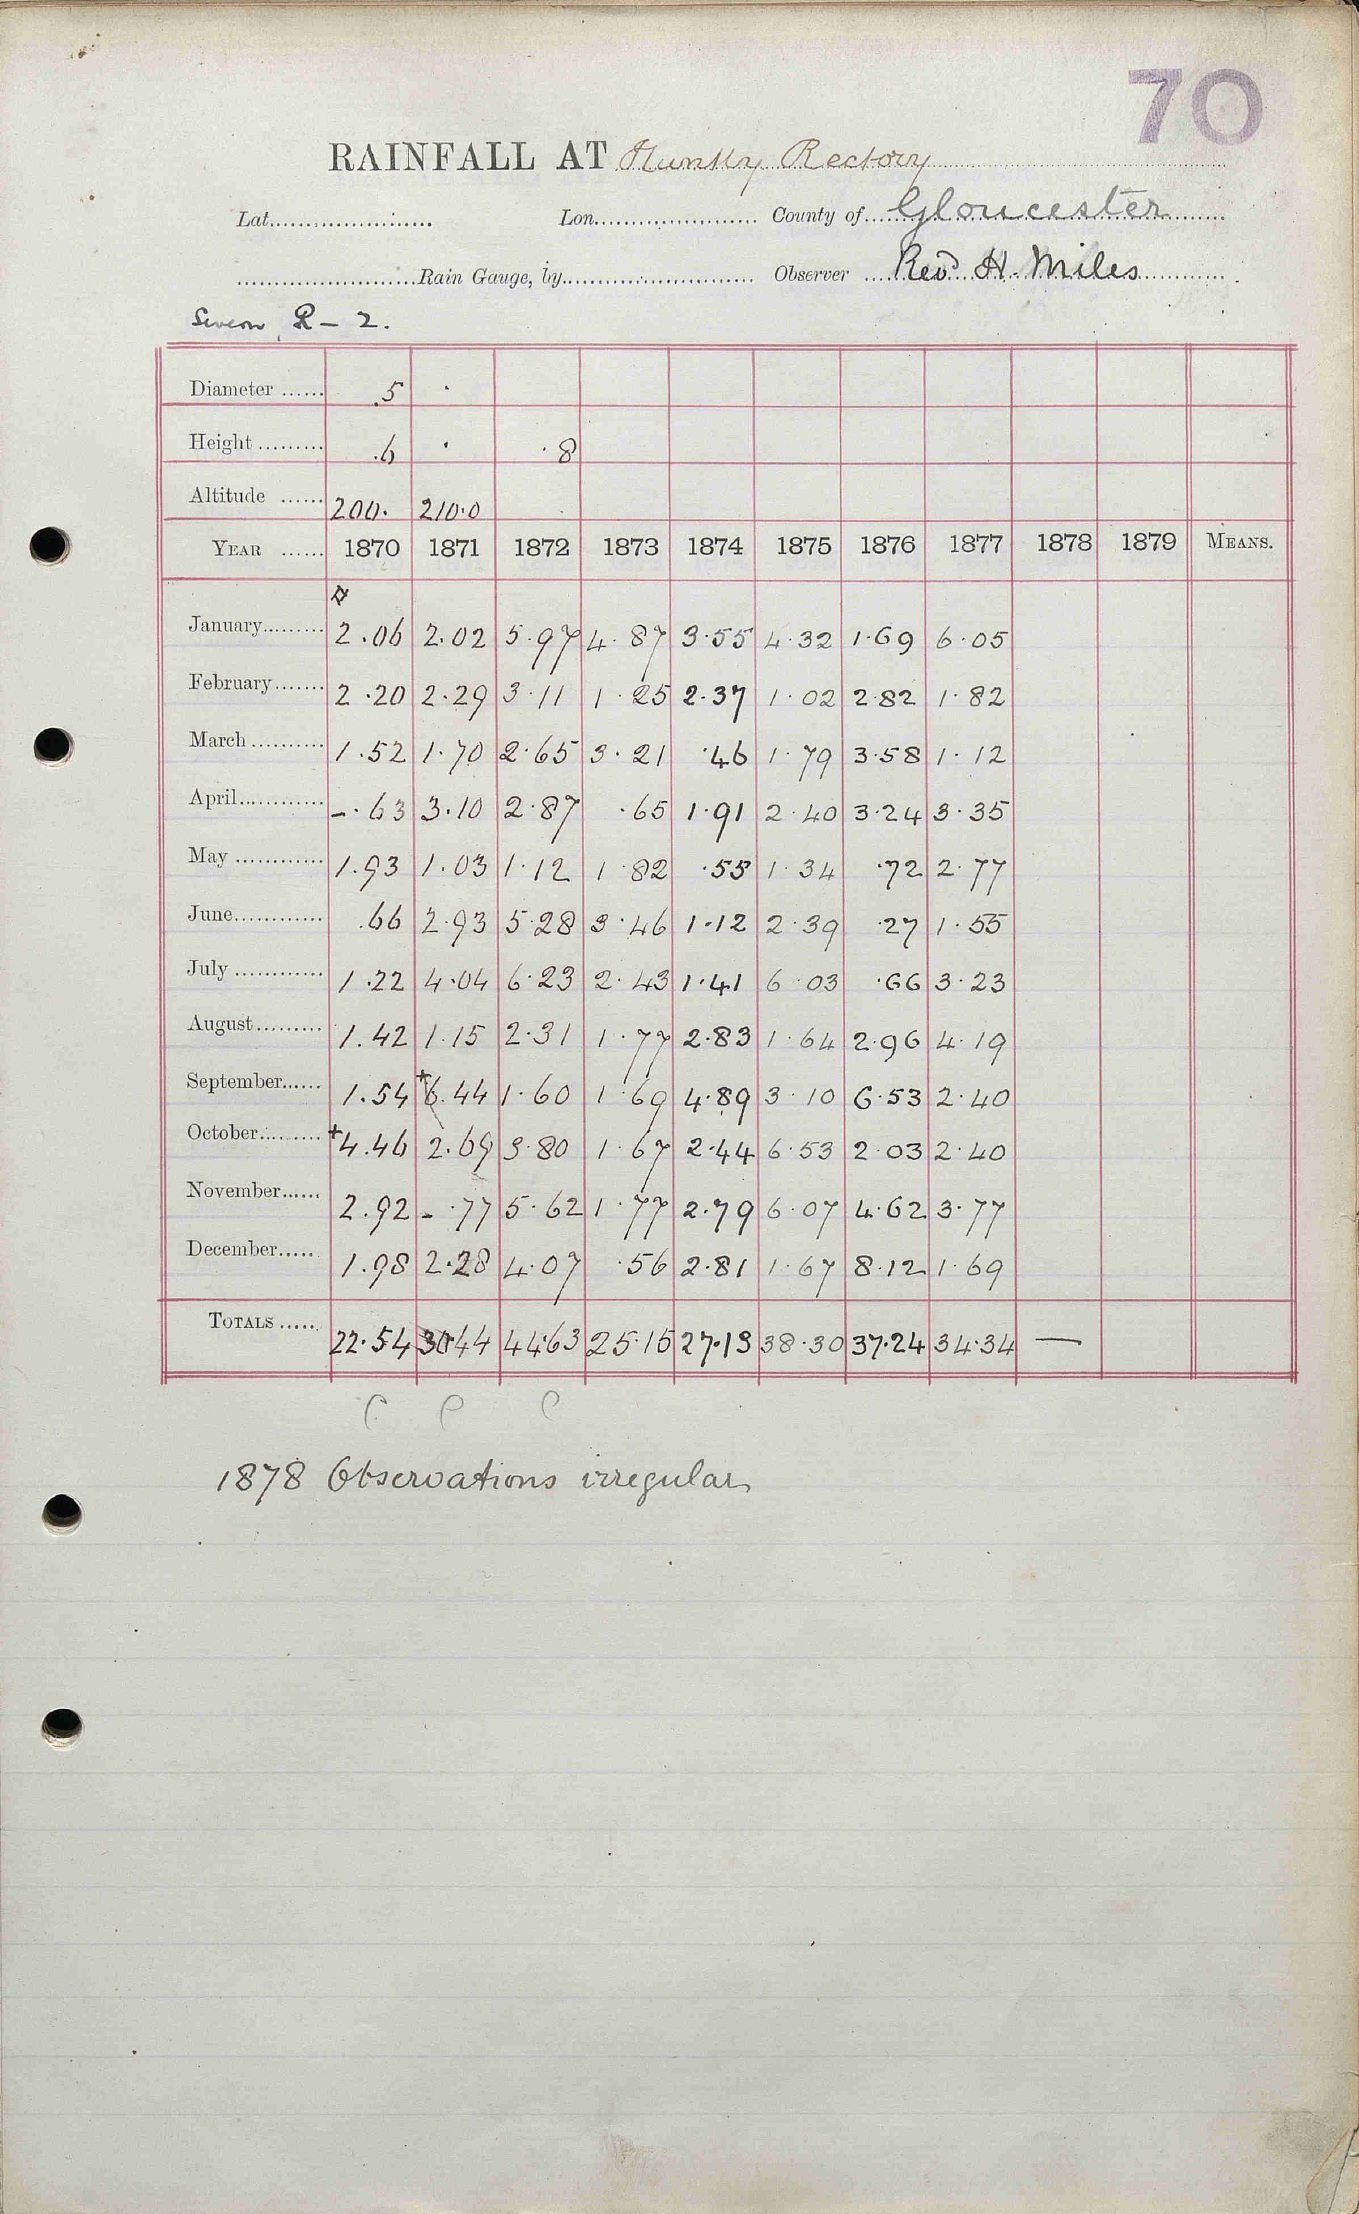 70
RAINFALL AT Huntley Rectory
Lat. Lon. County of Gloucester
Rain Gauge, by Observer Revd H. Miles
Severn R - 2.
Diameter 5 ·
Height .6 · ·8
Altitude 200. 210.0
YEAR 1870 1871 1872 1873 1874 1875 1876 1877 1878 1879 MEANS.
January 2.06 2.02 5.97 4.87 3.55 4.32 1.69 6.05
February 2.20 2.29 3.11 1.25 2.37 1.02 2.82 1.82
March 1.52 1.70 2.65 3.21 .46 1.79 3.58 1.12
April -.63 3.10 2.87 .65 1.91 2.40 3.24 3.35
May 1.93 1.03 1.12 1.82 .55 1.34 .72 2.77
June .66 2.93 5.28 3.46 1.12 2.39 .27 1.55
July 1.22 4.04 6.23 2.43 1.41 6.03 .66 3.23
August 1.42 1.15 2.31 1.77 2.83 1.64 2.96 4.19
September 1.54 +6.44 1.60 1.69 4.89 3.10 6.53 2.40
October +4.46 2.69 3.80 1.67 2.44 6.53 2.03 2.40
November 2.92 -.77 5.62 1.77 2.79 6.07 4.62 3.77
December 1.98 2.28 4.07 .56 2.81 1.67 8.12 1.69
TOTALS 22.54 30.44 44.63 25.15 27.13 38.30 37.24 34.34 —
1878 Observations irregular